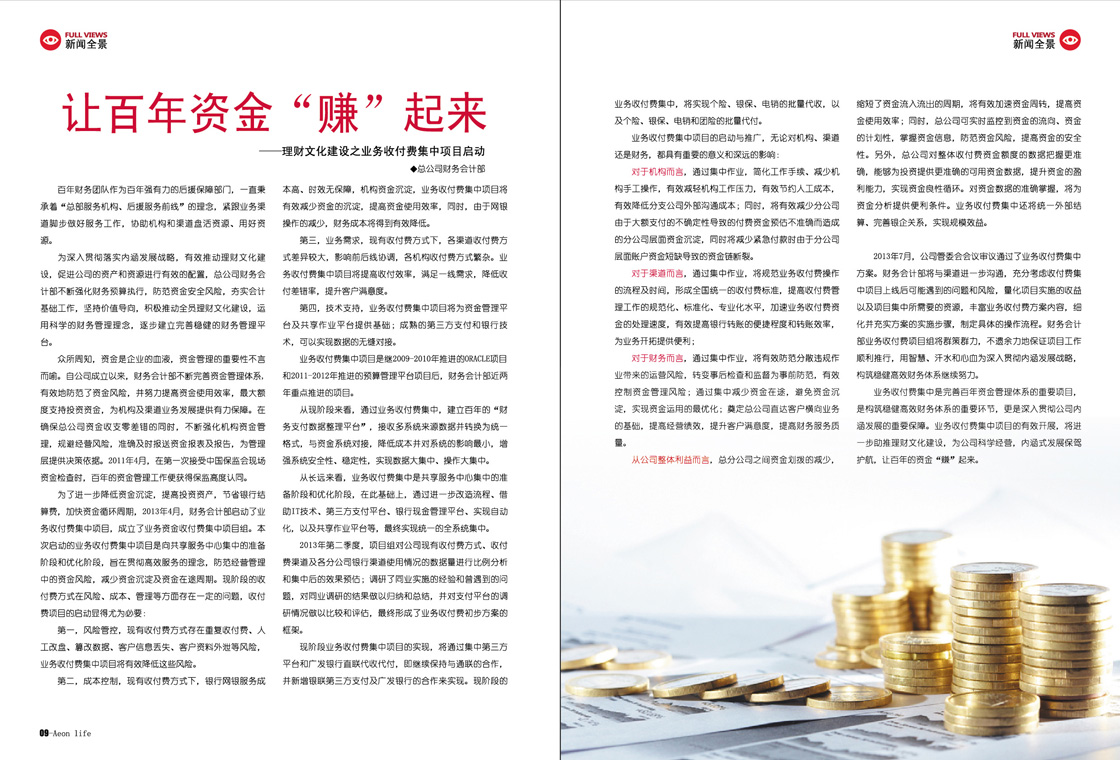 FULL VIEWS
新闻全景
让百年资金“赚”起来
——理财文化建设之业务收付费集中项目启动
◆总公司财务会计部
百年财务团队作为百年强有力的后援保障部门，一直秉
承着“总部服务机构、后援服务前线”的理念，紧跟业务渠
道脚步做好服务工作，协助机构和渠道盘活资源、用好资
源。
为深入贯彻落实内涵发展战略，有效推动理财文化建
设，促进公司的资产和资源进行有效的配置，总公司财务会
计部不断强化财务预算执行，防范资金安全风险，夯实会计
基础工作，坚持价值导向，积极推动全员理财文化建设，运
用科学的财务管理理念，逐步建立完善稳健的财务管理平
台。
众所周知，资金是企业的血液，资金管理的重要性不言
而喻。自公司成立以来，财务会计部不断完善资金管理体系，
有效地防范了资金风险，并努力提高资金使用效率，最大额
度支持投资资金，为机构及渠道业务发展提供有力保障。在
确保总公司资金收支零差错的同时，不断强化机构资金管
理，规避经营风险，准确及时报送资金报表及报告，为管理
层提供决策依据。2011年4月，在第一次接受中国保监会现场
资金检查时，百年的资金管理工作便获得保监高度认同。
为了进一步降低资金沉淀，提高投资资产，节省银行结
算费，加快资金循环周期，2013年4月，财务会计部启动了业
务收付费集中项目，成立了业务资金收付费集中项目组。本
次启动的业务收付费集中项目是向共享服务中心集中的准备
阶段和优化阶段，旨在贯彻高效服务的理念，防范经营管理
中的资金风险，减少资金沉淀及资金在途周期。现阶段的收
付费方式在风险、成本、管理等方面存在一定的问题，收付
费项目的启动显得尤为必要：
第一，风险管控，现有收付费方式存在重复收付费、人
工改盘、篡改数据、客户信息丢失、客户资料外泄等风险，
业务收付费集中项目将有效降低这些风险。
第二，成本控制，现有收付费方式下，银行网银服务成
本高、时效无保障，机构资金沉淀，业务收付费集中项目将
有效减少资金的沉淀，提高资金使用效率，同时，由于网银
操作的减少，财务成本将得到有效降低。
第三，业务需求，现有收付费方式下，各渠道收付费方
式差异较大，影响前后线协调，各机构收付费方式繁杂。业
务收付费集中项目将提高收付效率，满足一线需求，降低收
付差错率，提升客户满意度。
第四，技术支持，业务收付费集中项目将为资金管理平
台及共享作业平台提供基础；成熟的第三方支付和银行技
术，可以实现数据的无缝对接。
业务收付费集中项目是继2009-2010年推进的ORACLE项目
和2011-2012年推进的预算管理平台项目后，财务会计部近两
年重点推进的项目。
从现阶段来看，通过业务收付费集中，建立百年的“财
务支付数据整理平台”，接收多系统来源数据并转换为统一
格式，与资金系统对接，降低成本并对系统的影响最小，增
强系统安全性、稳定性，实现数据大集中、操作大集中。
从长远来看，业务收付费集中是共享服务中心集中的准
备阶段和优化阶段，在此基础上，通过进一步改造流程、借
助IT技术、第三方支付平台、银行现金管理平台、实现自动
化，以及共享作业平台等，最终实现统一的全系统集中。
2013年第二季度，项目组对公司现有收付费方式、收付
费渠道及各分公司银行渠道使用情况的数据量进行比例分析
和集中后的效果预估；调研了同业实施的经验和普遇到的问
题，对同业调研的结果做以归纳和总结，并对支付平台的调
研情况做以比较和评估，最终形成了业务收付费初步方案的
框架。
现阶段业务收付费集中项目的实现，将通过集中第三方
平台和广发银行直联代收代付，即继续保持与通联的合作，
并新增银联第三方支付及广发银行的合作来实现。现阶段的
09-Aeon life
FULL VIEWS
新闻全景
业务收付费集中，将实现个险、银保、电销的批量代收，以
及个险、银保、电销和团险的批量代付。
业务收付费集中项目的启动与推广，无论对机构、渠道
还是财务，都具有重要的意义和深远的影响：
对于机构而言，通过集中作业，简化工作手续、减少机
构手工操作，有效减轻机构工作压力，有效节约人工成本，
有效降低分支公司外部沟通成本；同时，将有效减少分公司
由于大额支付的不确定性导致的付费资金预估不准确而造成
的分公司层面资金沉淀，同时将减少紧急付款时由于分公司
层面账户资金短缺导致的资金链断裂。
对于渠道而言，通过集中作业，将规范业务收付费操作
的流程及时间，形成全国统一的收付费标准，提高收付费管
理工作的规范化、标准化、专业化水平，加速业务收付费资
金的处理速度，有效提高银行转账的便捷程度和转账效率，
为业务开拓提供便利；
对于财务而言，通过集中作业，将有效防范分散违规作
业带来的运营风险，转变事后检查和监督为事前防范，有效
控制资金管理风险；通过集中减少资金在途，避免资金沉
淀，实现资金运用的最优化；奠定总公司直达客户横向业务
的基础，提高经营绩效，提升客户满意度，提高财务服务质
量。
从公司整体利益而言，总分公司之间资金划拨的减少，
缩短了资金流入流出的周期，将有效加速资金周转，提高资
金使用效率；同时，总公司可实时监控到资金的流向、资金
的计划性，掌握资金信息，防范资金风险，提高资金的安全
性。另外，总公司对整体收付费资金额度的数据把握更准
确，能够为投资提供更准确的可用资金数据，提升资金的盈
利能力，实现资金良性循环。对资金数据的准确掌握，将为
资金分析提供便利条件。业务收付费集中还将统一外部结
算、完善银企关系，实现规模效益。
2013年7月，公司管委会会议审议通过了业务收付费集中
方案。财务会计部将与渠道进一步沟通，充分考虑收付费集
中项目上线后可能遇到的问题和风险，量化项目实施的收益
以及项目集中所需要的资源，丰富业务收付费方案内容，细
化并充实方案的实施步骤，制定具体的操作流程。财务会计
部业务收付费项目组将群策群力，不遗余力地保证项目工作
顺利推行，用智慧、汗水和心血为深入贯彻内涵发展战略，
构筑稳健高效财务体系继续努力。
业务收付费集中是完善百年资金管理体系的重要项目，
是构筑稳健高效财务体系的重要环节，更是深入贯彻公司内
涵发展的重要保障。业务收付费集中项目的有效开展，将进
一步助推理财文化建设，为公司科学经营，内涵式发展保驾
护航，让百年的资金“赚”起来。